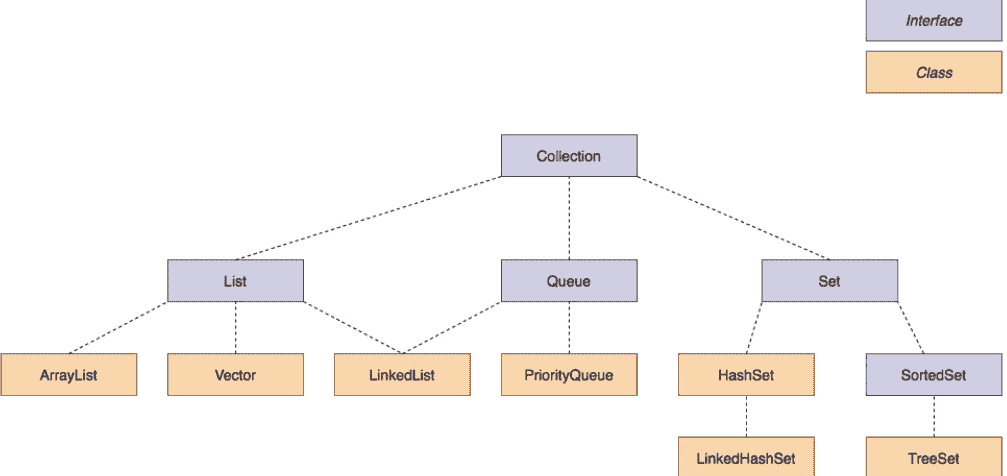 Interface
Class
Collection
List
Queue
Set
ArrayList
Vector
LinkedList
PriorityQueue
HashSet
SortedSet
LinkedHashSet
TreeSet